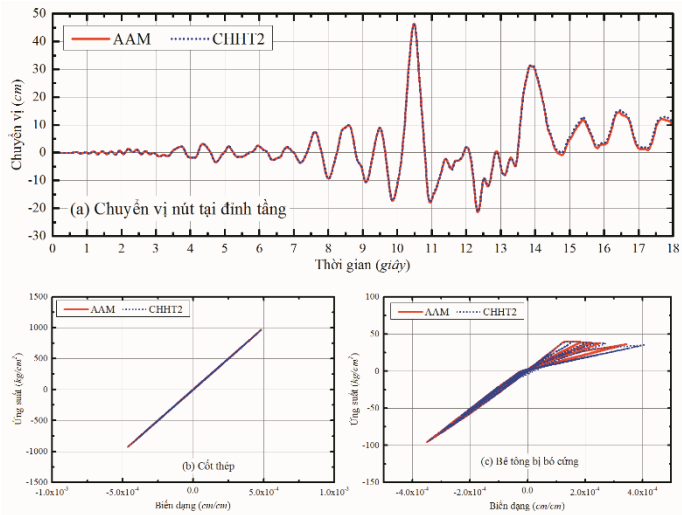 50
40
30
20
10
0
-10
-20
-30
Chuyển vị (cm)
AAM CHHT2
(a) Chuyển vị nút tại đỉnh tầng
0 1 2 3 4 5 6 7 8 9 10 11 12 13 14 15 16 17 18
Thời gian (giây)
1500
1000
500
0
-500
-1000
-1500
Ứng suất (kg/cm²)
AAM CHHT2
(b) Cốt thép
-1.0x10⁻³ -5.0x10⁻⁴ 0.0 5.0x10⁻⁴ 1.0x10⁻³
Biến dạng (cm/cm)
100
50
0
-50
-100
-150
Ứng suất (kg/cm²)
AAM CHHT2
(c) Bê tông bị bó cứng
-4.0x10⁻⁴ -2.0x10⁻⁴ 0.0 2.0x10⁻⁴ 4.0x10⁻⁴
Biến dạng (cm/cm)